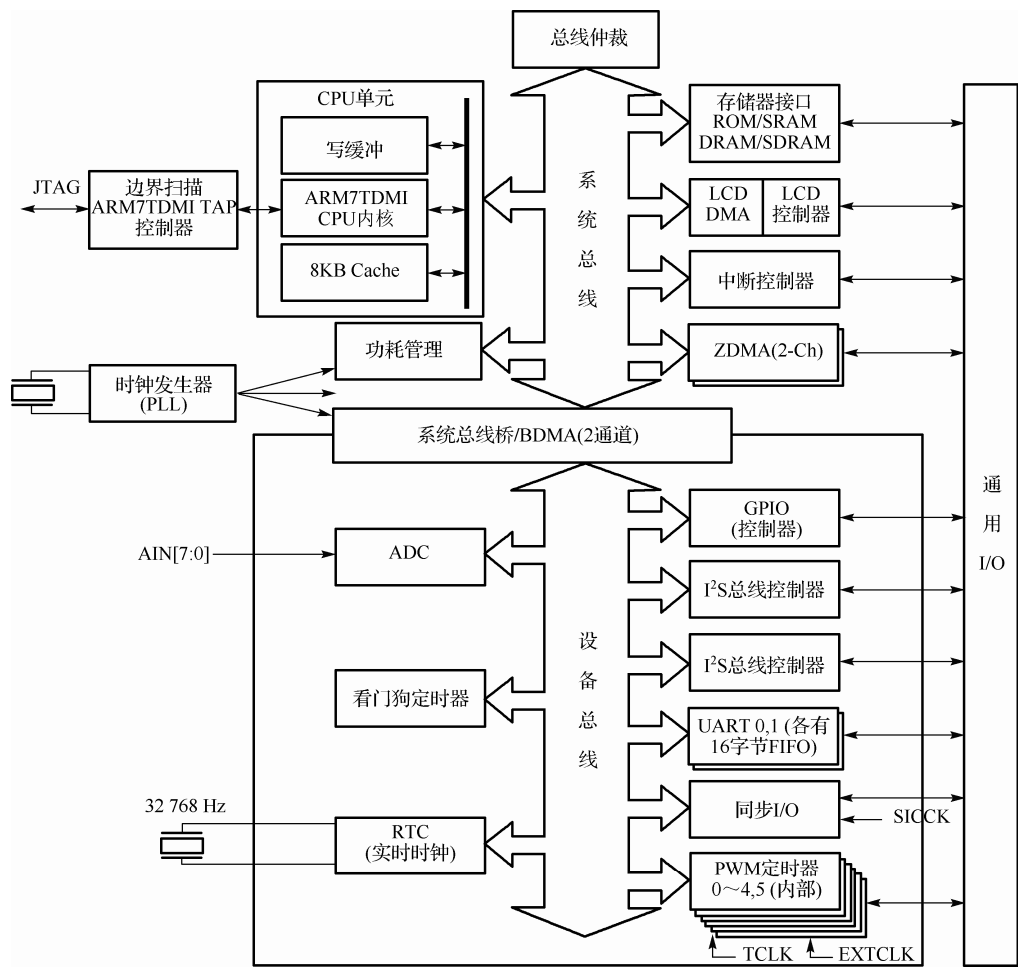 总线仲裁
CPU单元
写缓冲
ARM7TDMI
CPU内核
8KB Cache
JTAG
边界扫描
ARM7TDMI TAP
控制器
功耗管理
时钟发生器
(PLL)
系
统
总
线
存储器接口
ROM/SRAM
DRAM/SDRAM
LCD
DMA
LCD
控制器
中断控制器
ZDMA(2-Ch)
系统总线桥/BDMA(2通道)
AIN[7:0]
ADC
看门狗定时器
32 768 Hz
RTC
(实时时钟)
设
备
总
线
GPIO
(控制器)
I²S总线控制器
I²S总线控制器
UART 0,1 (各有
16字节FIFO)
同步I/O
SICCK
PWM定时器
0～4,5 (内部)
TCLK
EXTCLK
通
用
I/O